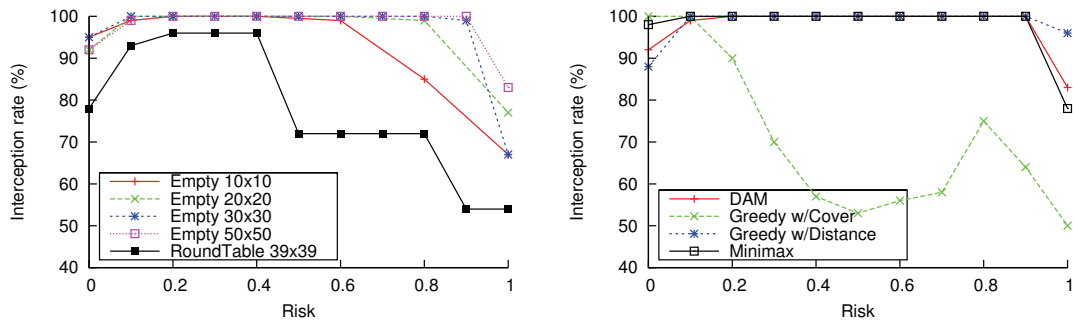 100
90
80
70
60
50
40
Interception rate (%)
0
0.2
0.4
0.6
0.8
1
Risk
Empty 10x10
Empty 20x20
Empty 30x30
Empty 50x50
RoundTable 39x39
100
90
80
70
60
50
40
Interception rate (%)
0
0.2
0.4
0.6
0.8
1
Risk
DAM
Greedy w/Cover
Greedy w/Distance
Minimax